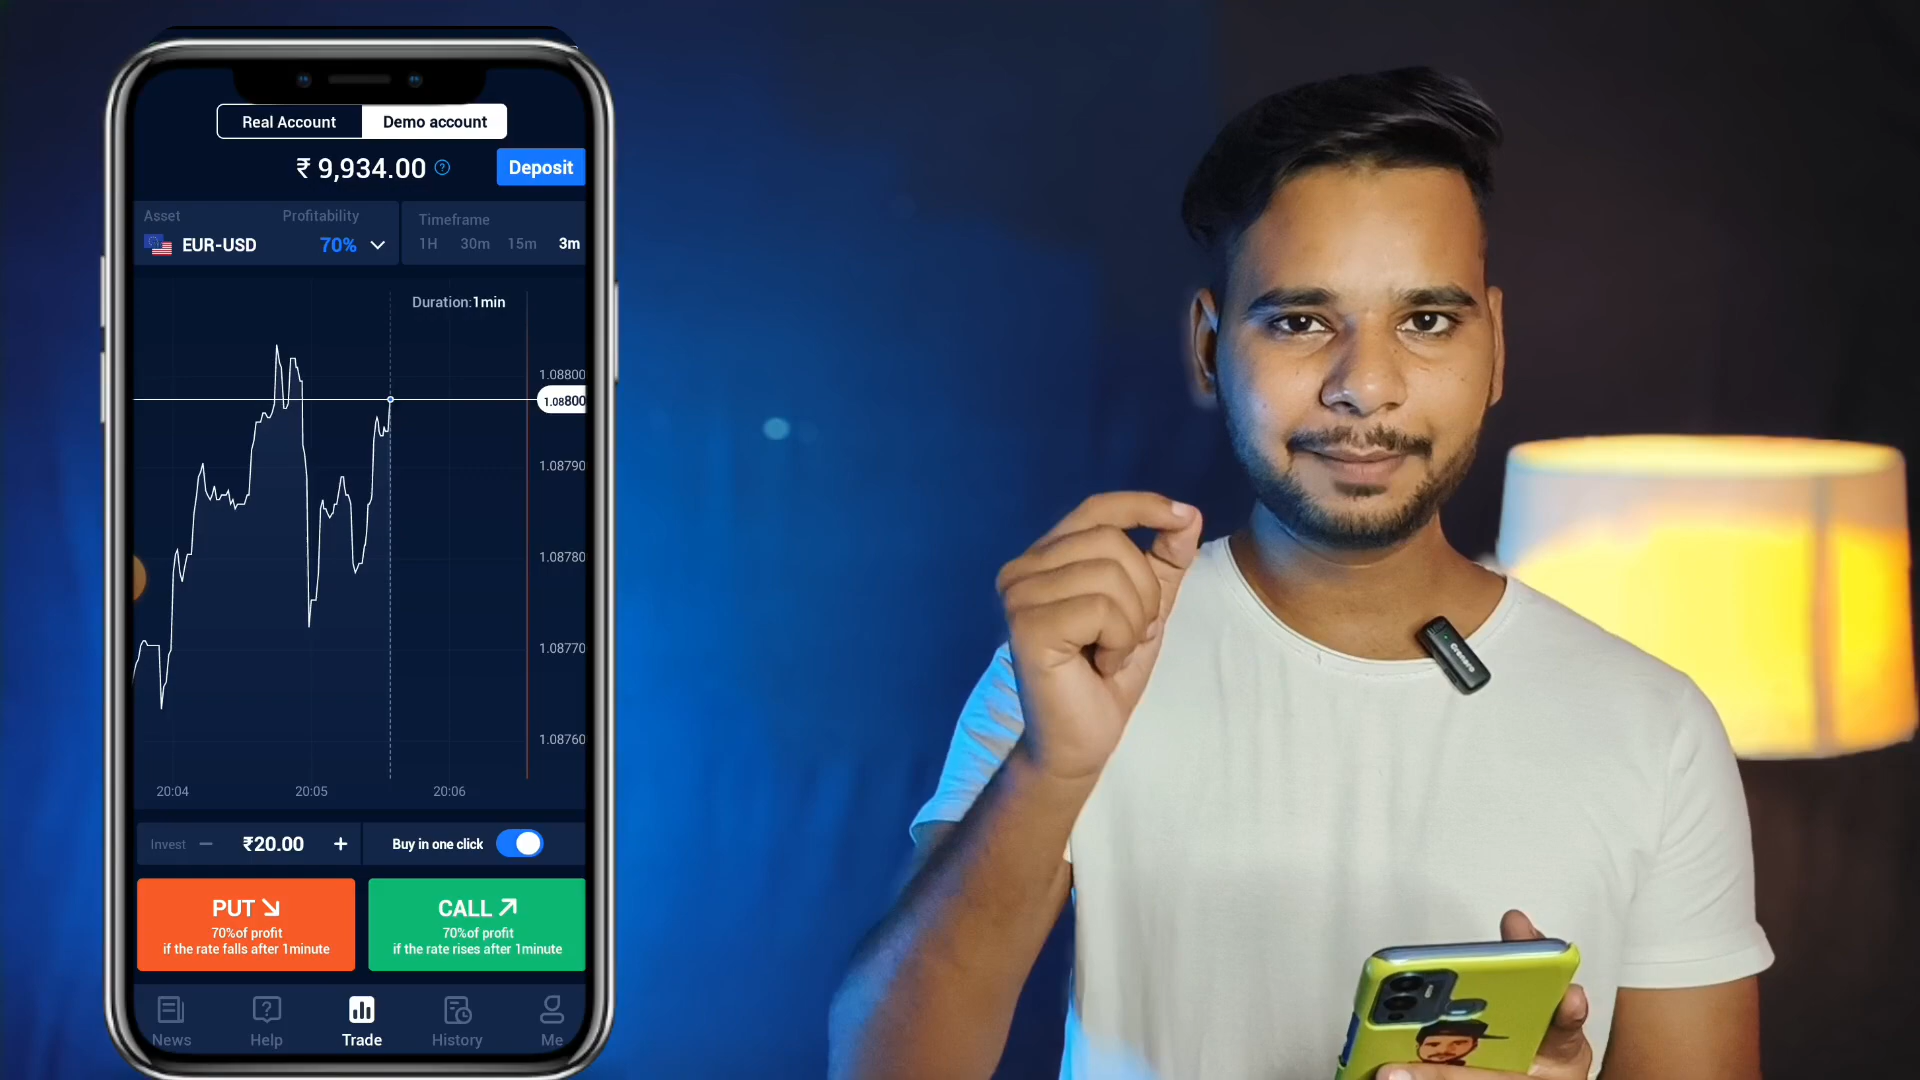 Real Account
Demo account
₹ 9,934.00 ?
Deposit
Asset
Profitability
EUR-USD
70%
Timeframe
1H 30m 15m 3m
Duration:1min
1.08800
1.08800
1.08790
1.08780
1.08770
1.08760
20:04 20:05 20:06
Invest − ₹20.00 +
Buy in one click
PUT
70%of profit
if the rate falls after 1minute
CALL
70%of profit
if the rate rises after 1minute
News
Help
Trade
History
Me
Grenaro